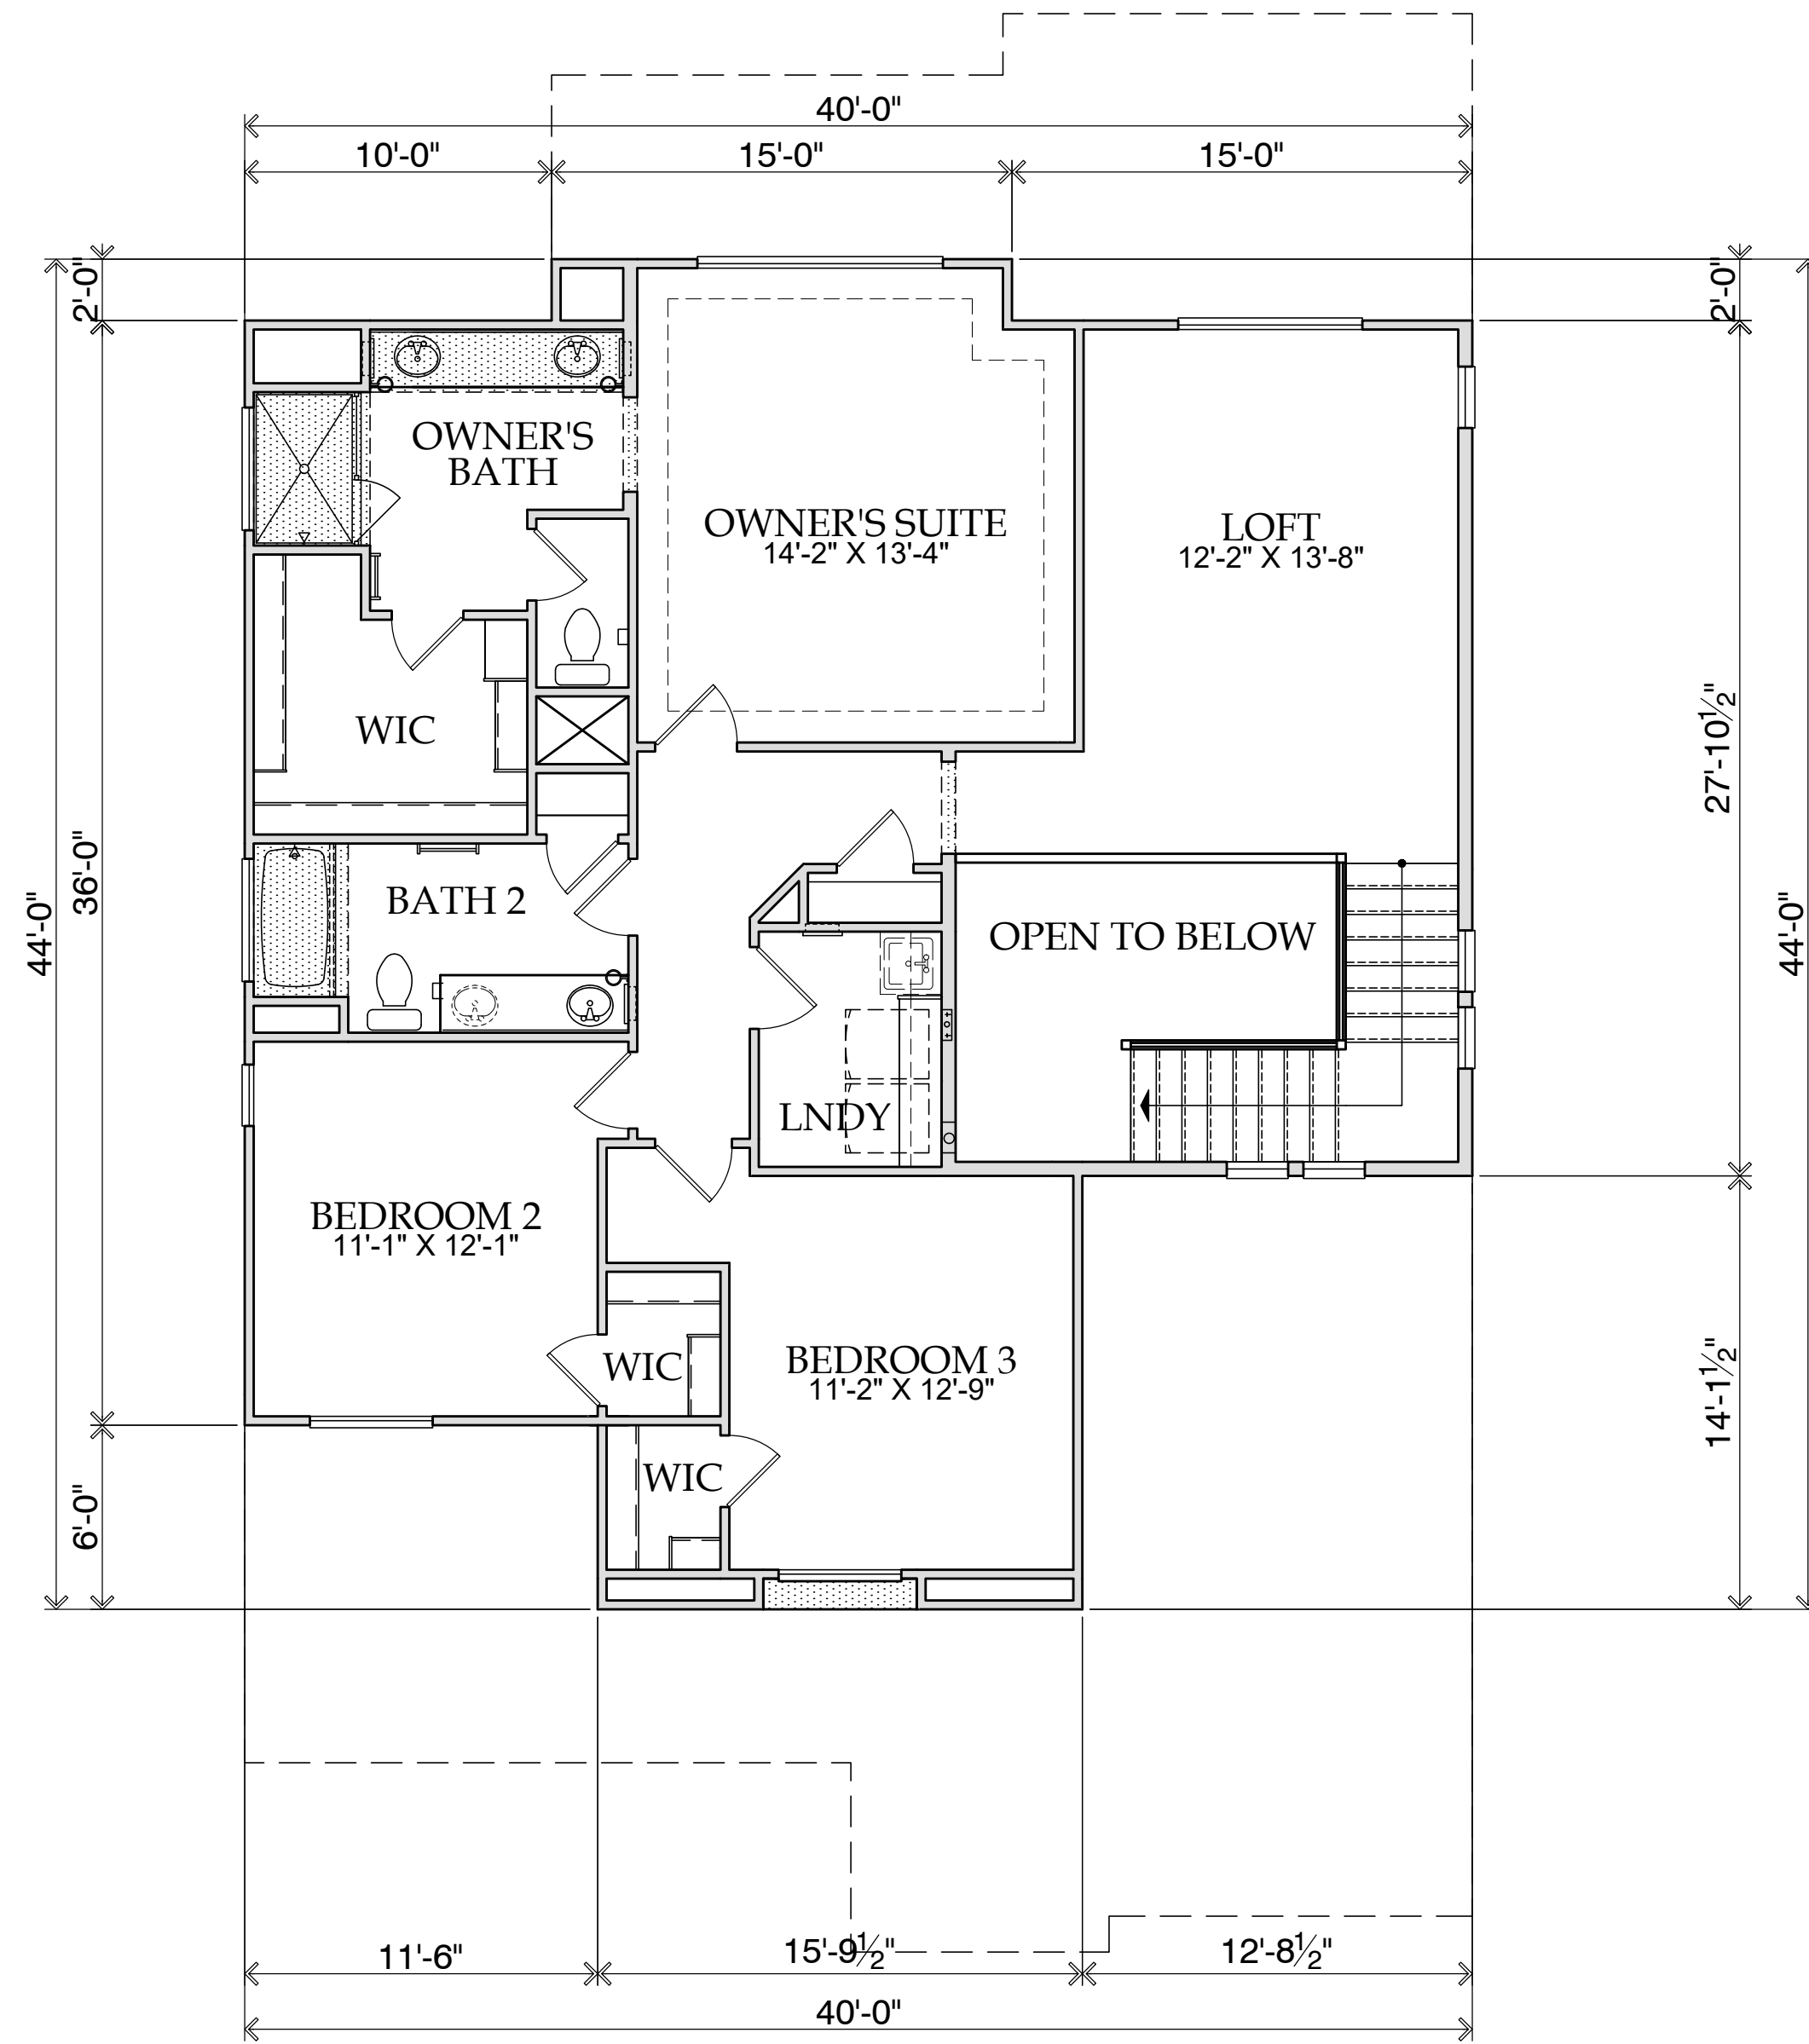 40'-0"
10'-0" 15'-0" 15'-0"
2'-0" 2'-0"
OWNER'S
BATH
OWNER'S SUITE
14'-2" X 13'-4"
LOFT
12'-2" X 13'-8"
WIC
27'-10½"
36'-0"
44'-0"
44'-0"
BATH 2
OPEN TO BELOW
LNDY
BEDROOM 2
11'-1" X 12'-1"
WIC
BEDROOM 3
11'-2" X 12'-9"
14'-1½"
WIC
6'-0"
11'-6" 15'-9½" 12'-8½"
40'-0"